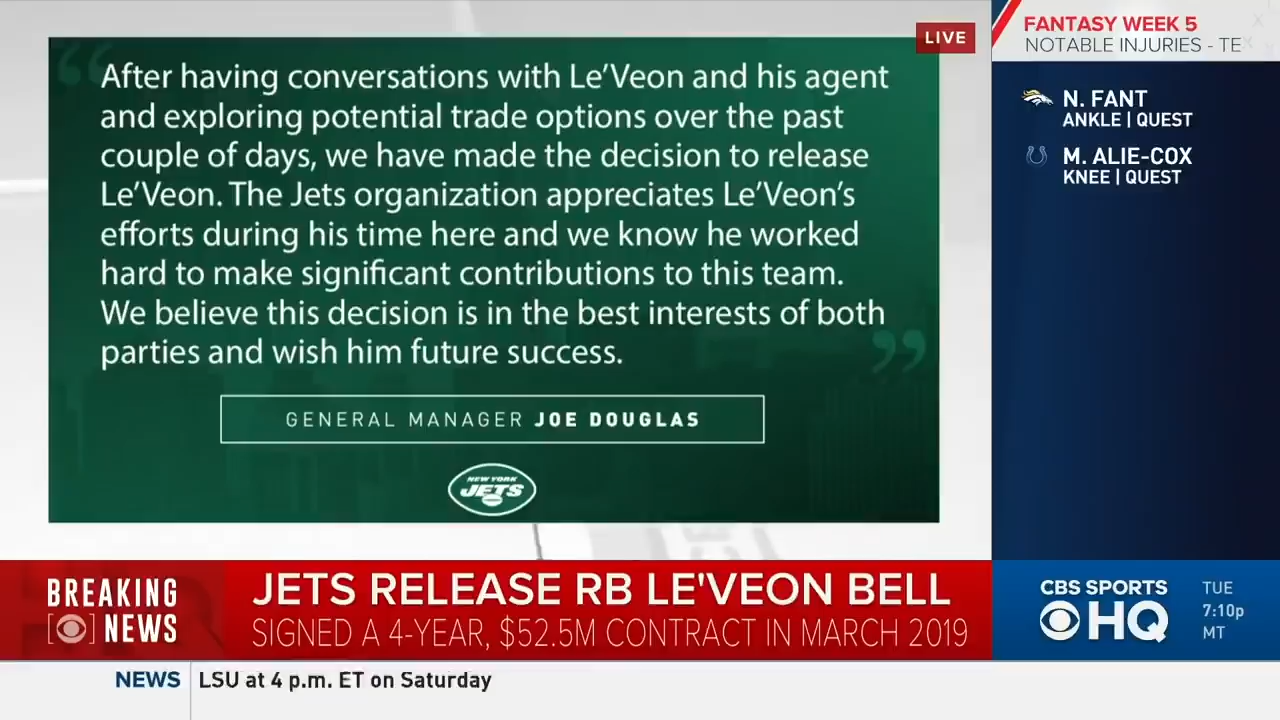 LIVE
“
After having conversations with Le’Veon and his agent
and exploring potential trade options over the past
couple of days, we have made the decision to release
Le’Veon. The Jets organization appreciates Le’Veon’s
efforts during his time here and we know he worked
hard to make significant contributions to this team.
We believe this decision is in the best interests of both
parties and wish him future success.
”
GENERAL MANAGER JOE DOUGLAS
NEW YORK
JETS
FANTASY WEEK 5
NOTABLE INJURIES - TE
N. FANT
ANKLE | QUEST
M. ALIE-COX
KNEE | QUEST
BREAKING
NEWS
JETS RELEASE RB LE'VEON BELL
SIGNED A 4-YEAR, $52.5M CONTRACT IN MARCH 2019
CBS SPORTS
HQ
TUE
7:10p
MT
NEWS
LSU at 4 p.m. ET on Saturday